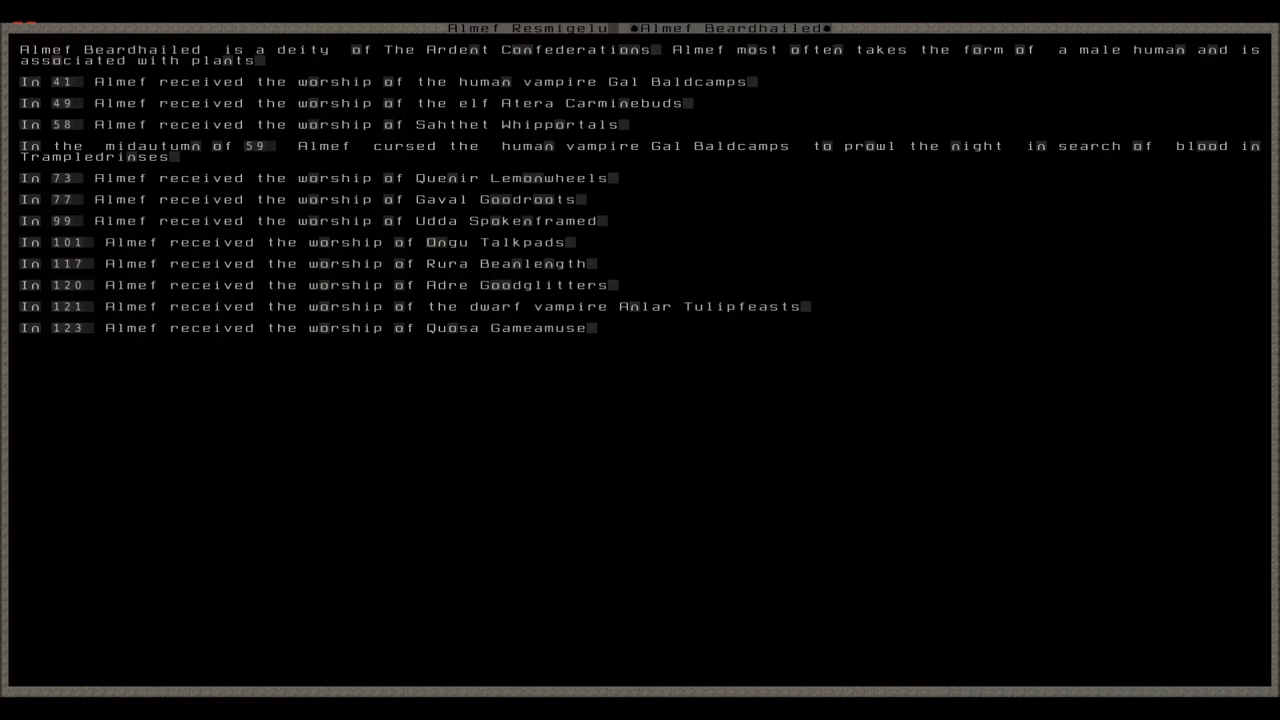 Almef Resmigelu "Almef Beardhailed"
Almef Beardhailed is a deity of The Ardent Confederations Almef most often takes the form of a male human and is
associated with plants
In 41 Almef received the worship of the human vampire Gal Baldcamps
In 49 Almef received the worship of the elf Atera Carminebuds
In 58 Almef received the worship of Sahthet Whipportals
In the midautumn of 59 Almef cursed the human vampire Gal Baldcamps to prowl the night in search of blood in
Trampledrinses
In 73 Almef received the worship of Quenir Lemonwheels
In 77 Almef received the worship of Gaval Goodroots
In 99 Almef received the worship of Udda Spokenframed
In 101 Almef received the worship of Ongu Talkpads
In 117 Almef received the worship of Rura Beanlength
In 120 Almef received the worship of Adre Goodglitters
In 121 Almef received the worship of the dwarf vampire Anlar Tulipfeasts
In 123 Almef received the worship of Quosa Gameamuse